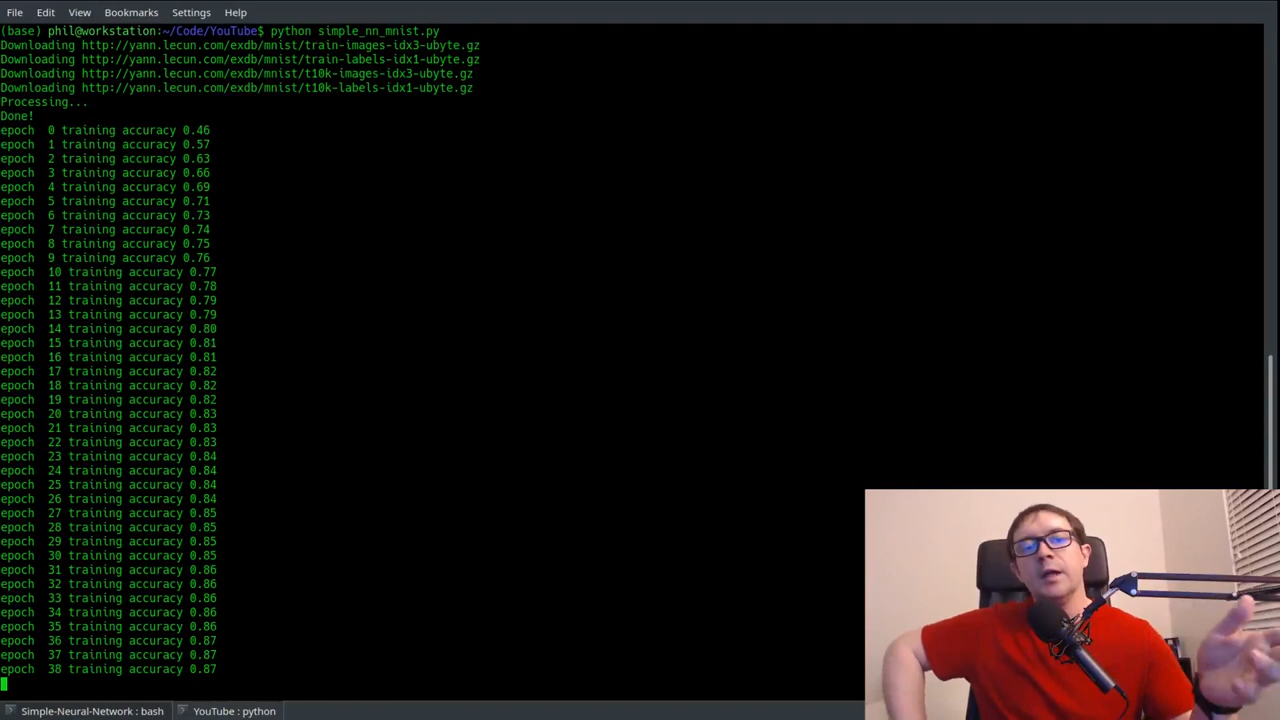 File Edit View Bookmarks Settings Help
(base) phil@workstation:~/Code/YouTube$ python simple_nn_mnist.py
Downloading http://yann.lecun.com/exdb/mnist/train-images-idx3-ubyte.gz
Downloading http://yann.lecun.com/exdb/mnist/train-labels-idx1-ubyte.gz
Downloading http://yann.lecun.com/exdb/mnist/t10k-images-idx3-ubyte.gz
Downloading http://yann.lecun.com/exdb/mnist/t10k-labels-idx1-ubyte.gz
Processing...
Done!
epoch  0 training accuracy 0.46
epoch  1 training accuracy 0.57
epoch  2 training accuracy 0.63
epoch  3 training accuracy 0.66
epoch  4 training accuracy 0.69
epoch  5 training accuracy 0.71
epoch  6 training accuracy 0.73
epoch  7 training accuracy 0.74
epoch  8 training accuracy 0.75
epoch  9 training accuracy 0.76
epoch  10 training accuracy 0.77
epoch  11 training accuracy 0.78
epoch  12 training accuracy 0.79
epoch  13 training accuracy 0.79
epoch  14 training accuracy 0.80
epoch  15 training accuracy 0.81
epoch  16 training accuracy 0.81
epoch  17 training accuracy 0.82
epoch  18 training accuracy 0.82
epoch  19 training accuracy 0.82
epoch  20 training accuracy 0.83
epoch  21 training accuracy 0.83
epoch  22 training accuracy 0.83
epoch  23 training accuracy 0.84
epoch  24 training accuracy 0.84
epoch  25 training accuracy 0.84
epoch  26 training accuracy 0.84
epoch  27 training accuracy 0.85
epoch  28 training accuracy 0.85
epoch  29 training accuracy 0.85
epoch  30 training accuracy 0.85
epoch  31 training accuracy 0.86
epoch  32 training accuracy 0.86
epoch  33 training accuracy 0.86
epoch  34 training accuracy 0.86
epoch  35 training accuracy 0.86
epoch  36 training accuracy 0.87
epoch  37 training accuracy 0.87
epoch  38 training accuracy 0.87
Simple-Neural-Network : bash YouTube : python